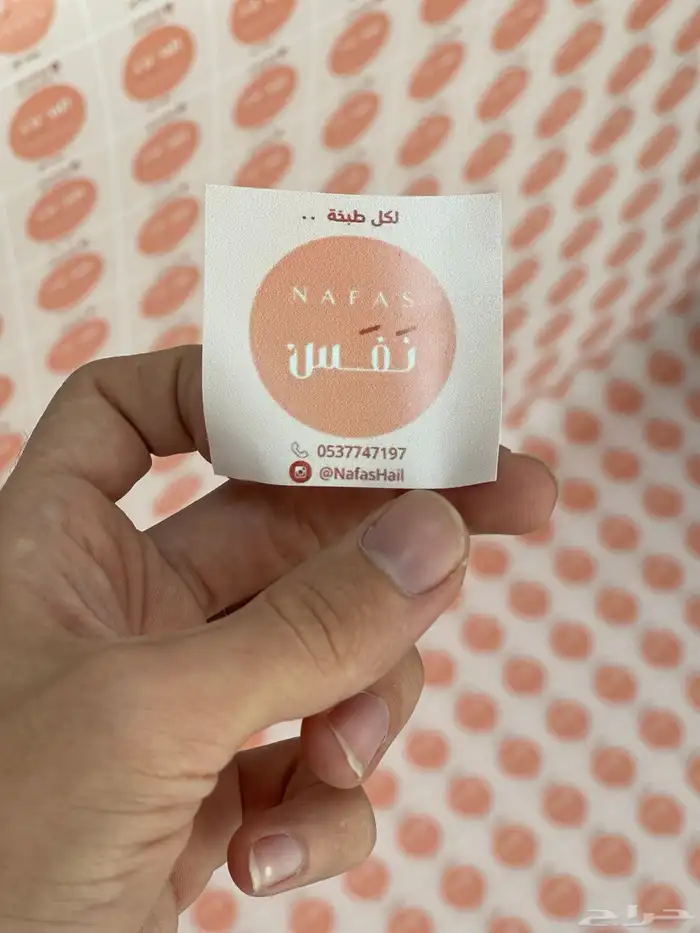 لكل طبخة ..
NAFAS
نَفَس
0537747197
@NafasHail
حراج